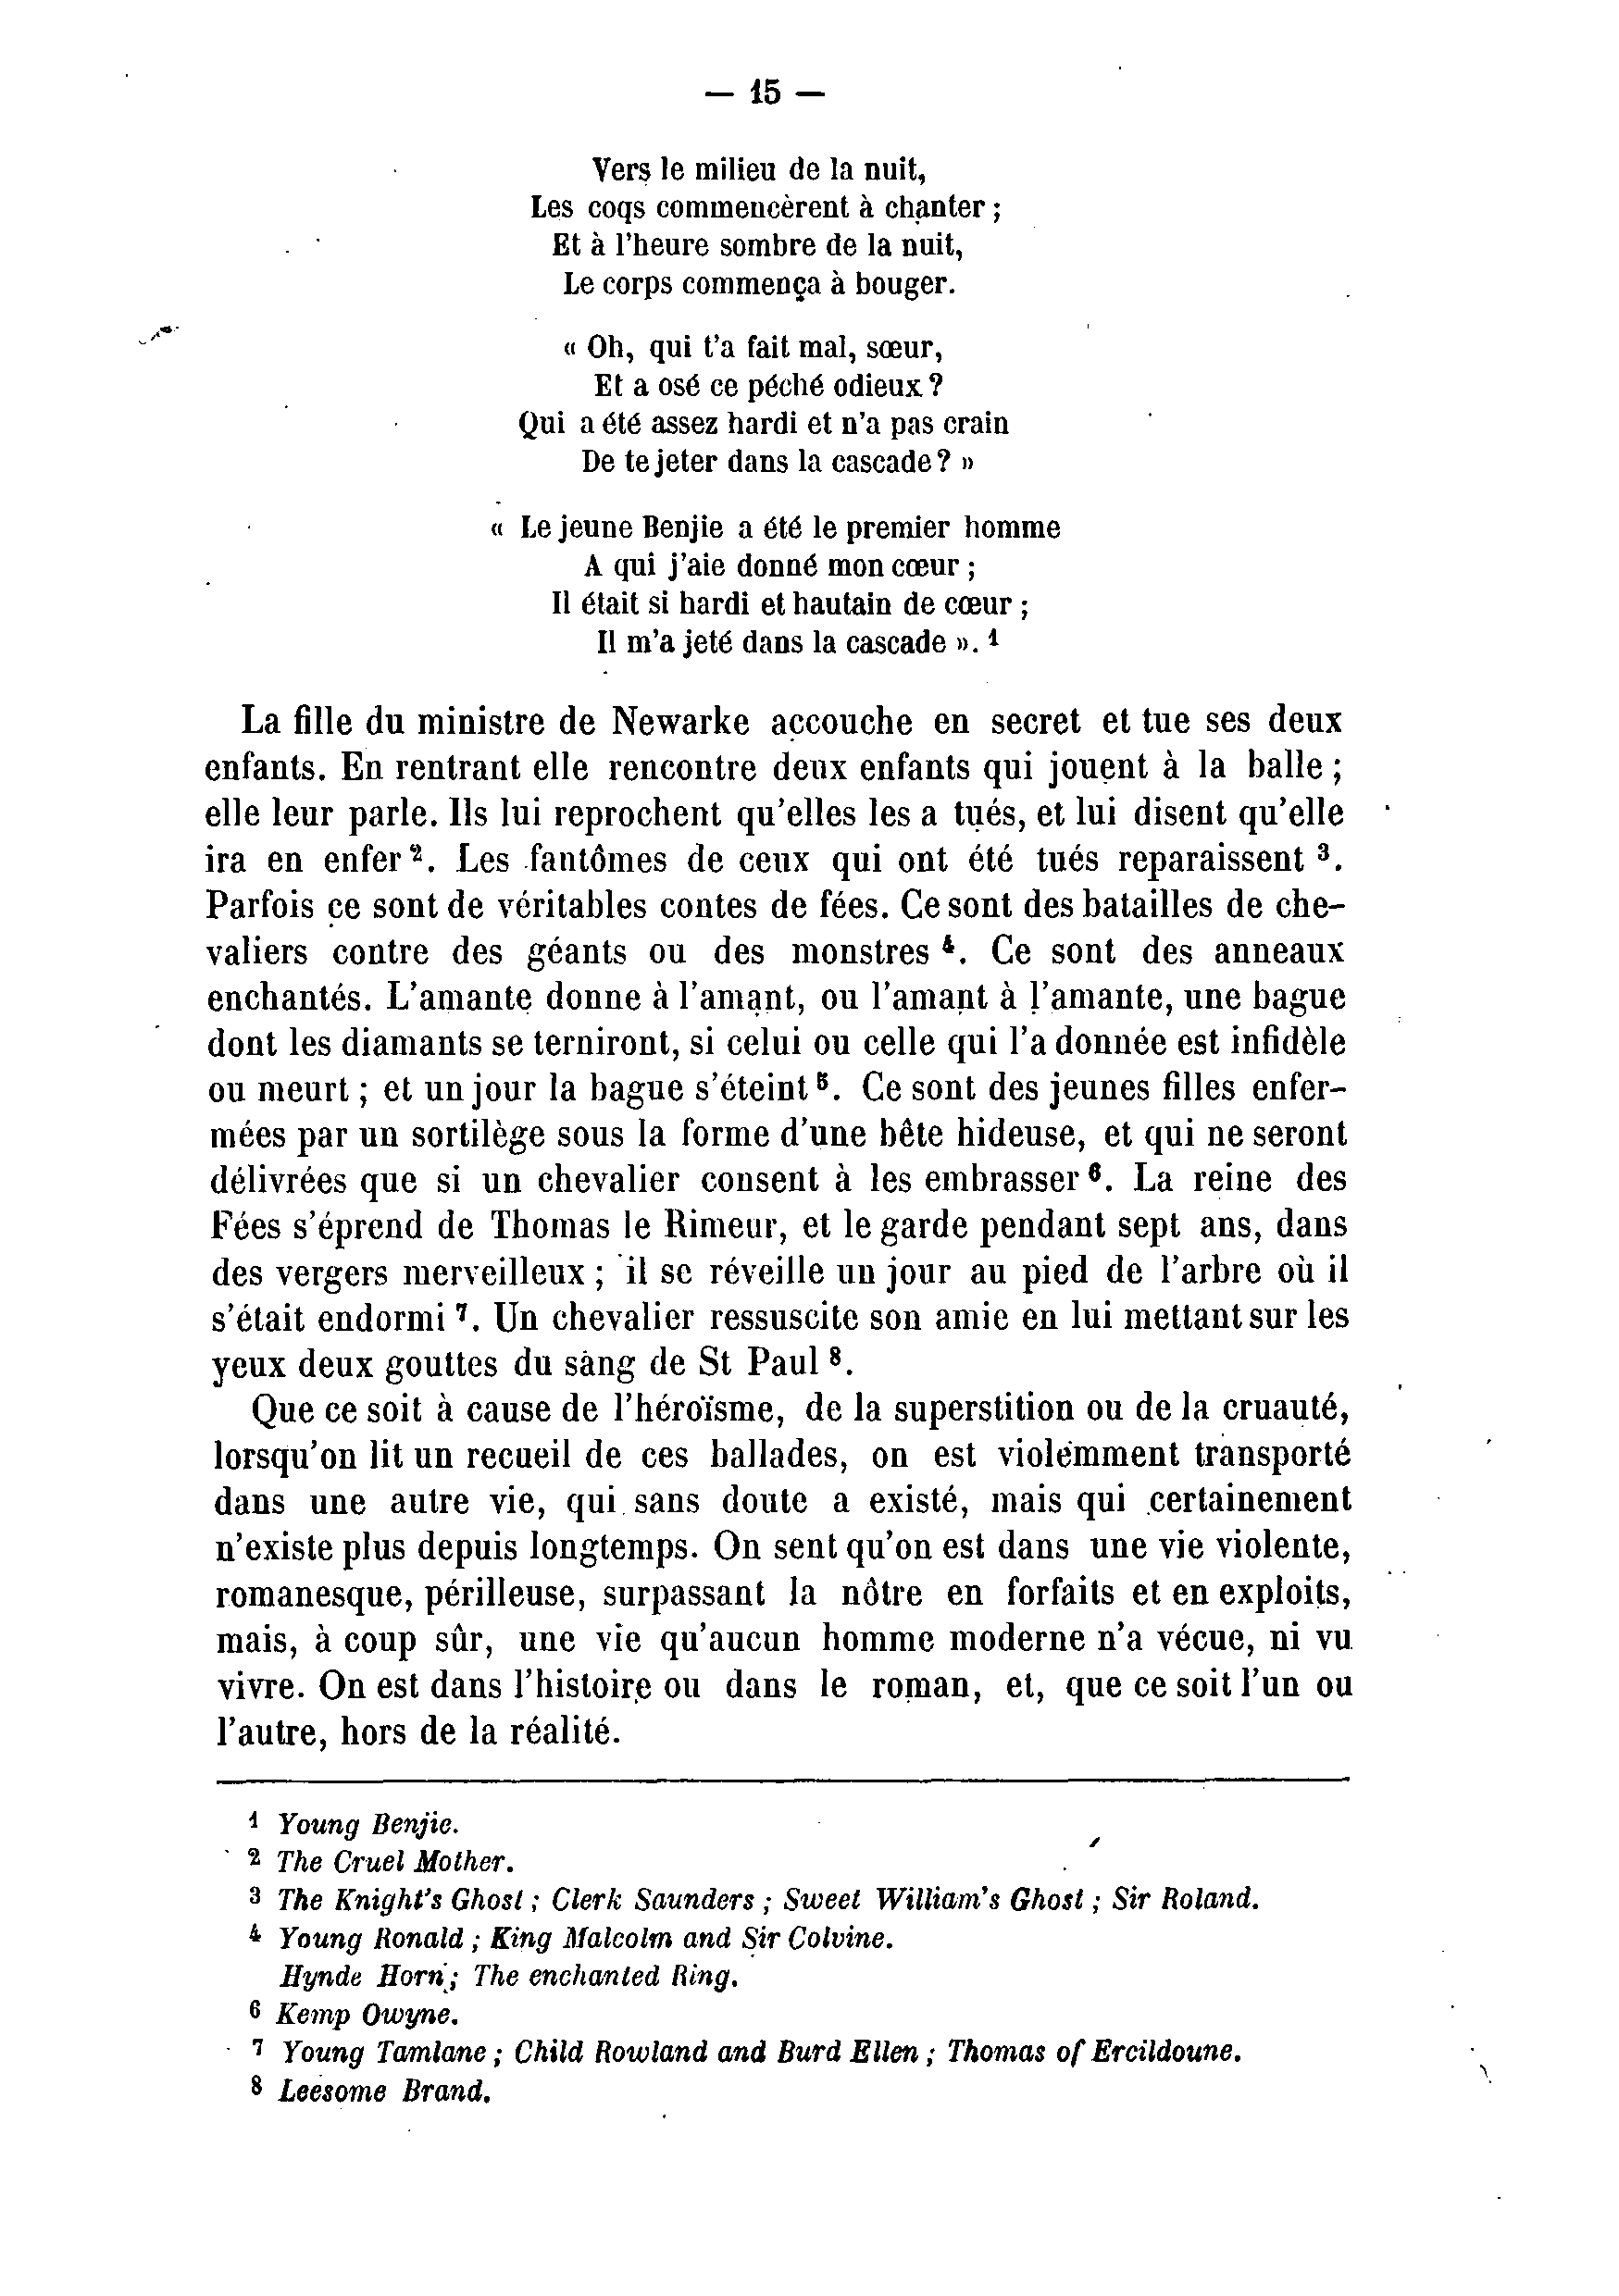 — 15 —
Vers le milieu de la nuit,
Les coqs commencèrent à chanter ;
Et à l'heure sombre de la nuit,
Le corps commença à bouger.
« Oh, qui t'a fait mal, sœur,
Et a osé ce péché odieux ?
Qui a été assez hardi et n'a pas crain
De te jeter dans la cascade ? »
« Le jeune Benjie a été le premier homme
A qui j'aie donné mon cœur ;
Il était si hardi et hautain de cœur ;
Il m'a jeté dans la cascade ». 1
La fille du ministre de Newarke accouche en secret et tue ses deux
enfants. En rentrant elle rencontre deux enfants qui jouent à la balle ;
elle leur parle. Ils lui reprochent qu'elles les a tués, et lui disent qu'elle
ira en enfer 2. Les fantômes de ceux qui ont été tués reparaissent 3.
Parfois ce sont de véritables contes de fées. Ce sont des batailles de che-
valiers contre des géants ou des monstres 4. Ce sont des anneaux
enchantés. L'amante donne à l'amant, ou l'amant à l'amante, une bague
dont les diamants se terniront, si celui ou celle qui l'a donnée est infidèle
ou meurt ; et un jour la bague s'éteint 5. Ce sont des jeunes filles enfer-
mées par un sortilège sous la forme d'une bête hideuse, et qui ne seront
délivrées que si un chevalier consent à les embrasser 6. La reine des
Fées s'éprend de Thomas le Rimeur, et le garde pendant sept ans, dans
des vergers merveilleux ; il se réveille un jour au pied de l'arbre où il
s'était endormi 7. Un chevalier ressuscite son amie en lui mettant sur les
yeux deux gouttes du sang de St Paul 8.
Que ce soit à cause de l'héroïsme, de la superstition ou de la cruauté,
lorsqu'on lit un recueil de ces ballades, on est violemment transporté
dans une autre vie, qui sans doute a existé, mais qui certainement
n'existe plus depuis longtemps. On sent qu'on est dans une vie violente,
romanesque, périlleuse, surpassant la nôtre en forfaits et en exploits,
mais, à coup sûr, une vie qu'aucun homme moderne n'a vécue, ni vu
vivre. On est dans l'histoire ou dans le roman, et, que ce soit l'un ou
l'autre, hors de la réalité.
1 Young Benjie.
2 The Cruel Mother.
3 The Knight's Ghost ; Clerk Saunders ; Sweet William's Ghost ; Sir Roland.
4 Young Ronald ; King Malcolm and Sir Colvine.
Hynde Horn ; The enchanted Ring.
6 Kemp Owyne.
7 Young Tamlane ; Child Rowland and Burd Ellen ; Thomas of Ercildoune.
8 Leesome Brand.